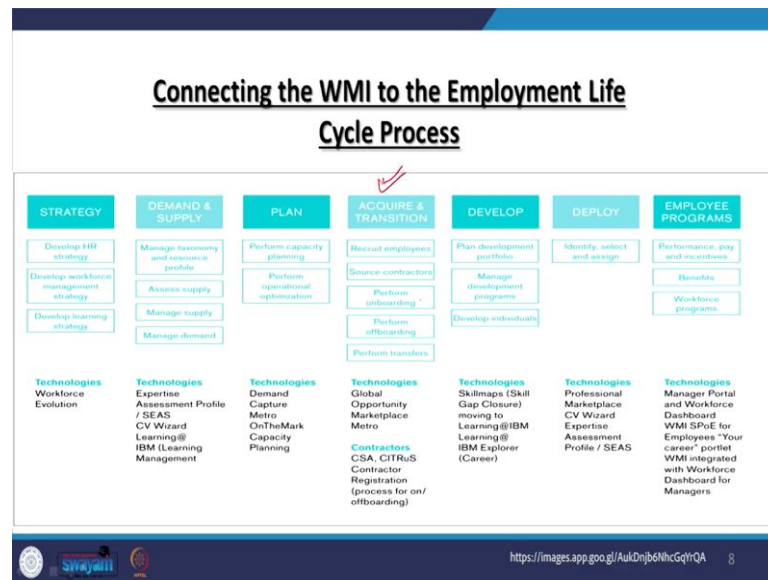 Connecting the WMI to the Employment Life
Cycle Process
STRATEGY
Develop HR
strategy
Develop workforce
management
strategy
Develop learning
strategy
Technologies
Workforce
Evolution
DEMAND &
SUPPLY
Manage taxonomy
and resource
profile
Assess supply
Manage supply
Manage demand
Technologies
Expertise
Assessment Profile
/ SEAS
CV Wizard
Learning@
IBM (Learning
Management
PLAN
Perform capacity
planning
Perform
operational
optimization
Technologies
Demand
Capture
Metro
OnTheMark
Capacity
Planning
ACQUIRE &
TRANSITION
Recruit employees
Source contractors
Perform
onboarding
Perform
offboarding
Perform transfers
Technologies
Global
Opportunity
Marketplace
Metro
Contractors
CSA, CITRuS
Contractor
Registration
(process for on/
offboarding)
DEVELOP
Plan development
portfolio
Manage
development
programs
Develop individuals
Technologies
Skillmaps (Skill
Gap Closure)
moving to
Learning@IBM
Learning@
IBM Explorer
(Career)
DEPLOY
Identify, select
and assign
Technologies
Professional
Marketplace
CV Wizard
Expertise
Assessment
Profile / SEAS
EMPLOYEE
PROGRAMS
Performance, pay
and incentives
Benefits
Workforce
programs
Technologies
Manager Portal
and Workforce
Dashboard
WMI SPoE for
Employees "Your
career" portlet
WMI integrated
with Workforce
Dashboard for
Managers
swayam
https://images.app.goo.gl/AukDnjb6NhcGqYrQA
8